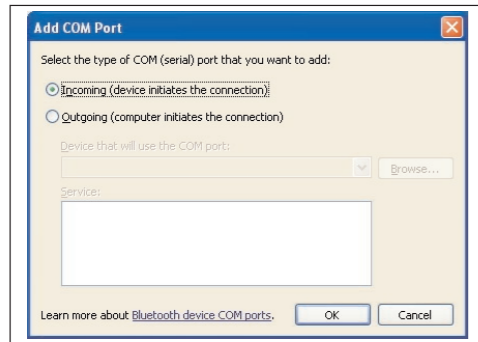 Add COM Port
Select the type of COM (serial) port that you want to add:
Incoming (device initiates the connection)
Outgoing (computer initiates the connection)
Device that will use the COM port:
Browse...
Service:
Learn more about Bluetooth device COM ports. OK Cancel